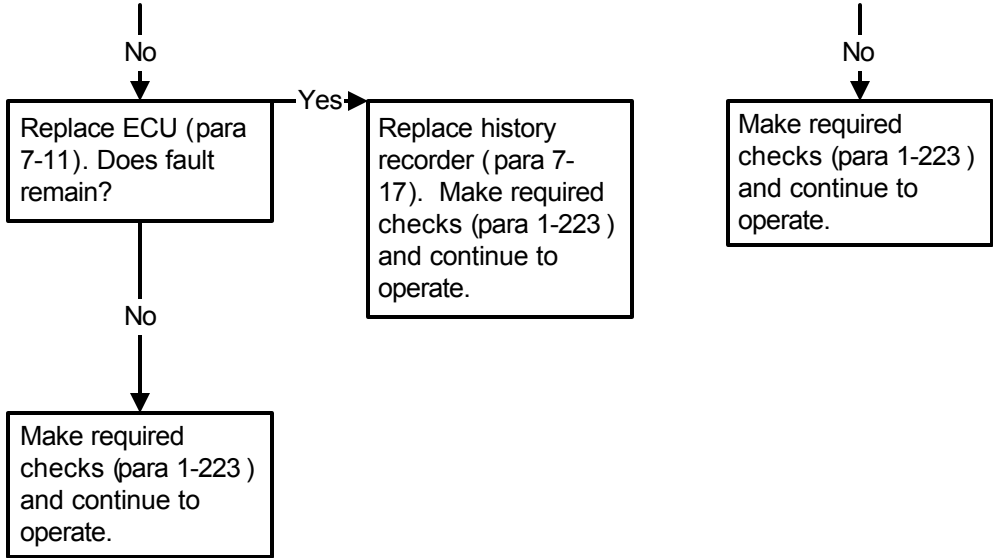 No
Replace ECU (para
7-11). Does fault
remain?
Yes
Replace history
recorder (para 7-
17). Make required
checks (para 1-223 )
and continue to
operate.
No
Make required
checks (para 1-223 )
and continue to
operate.
No
Make required
checks (para 1-223 )
and continue to
operate.